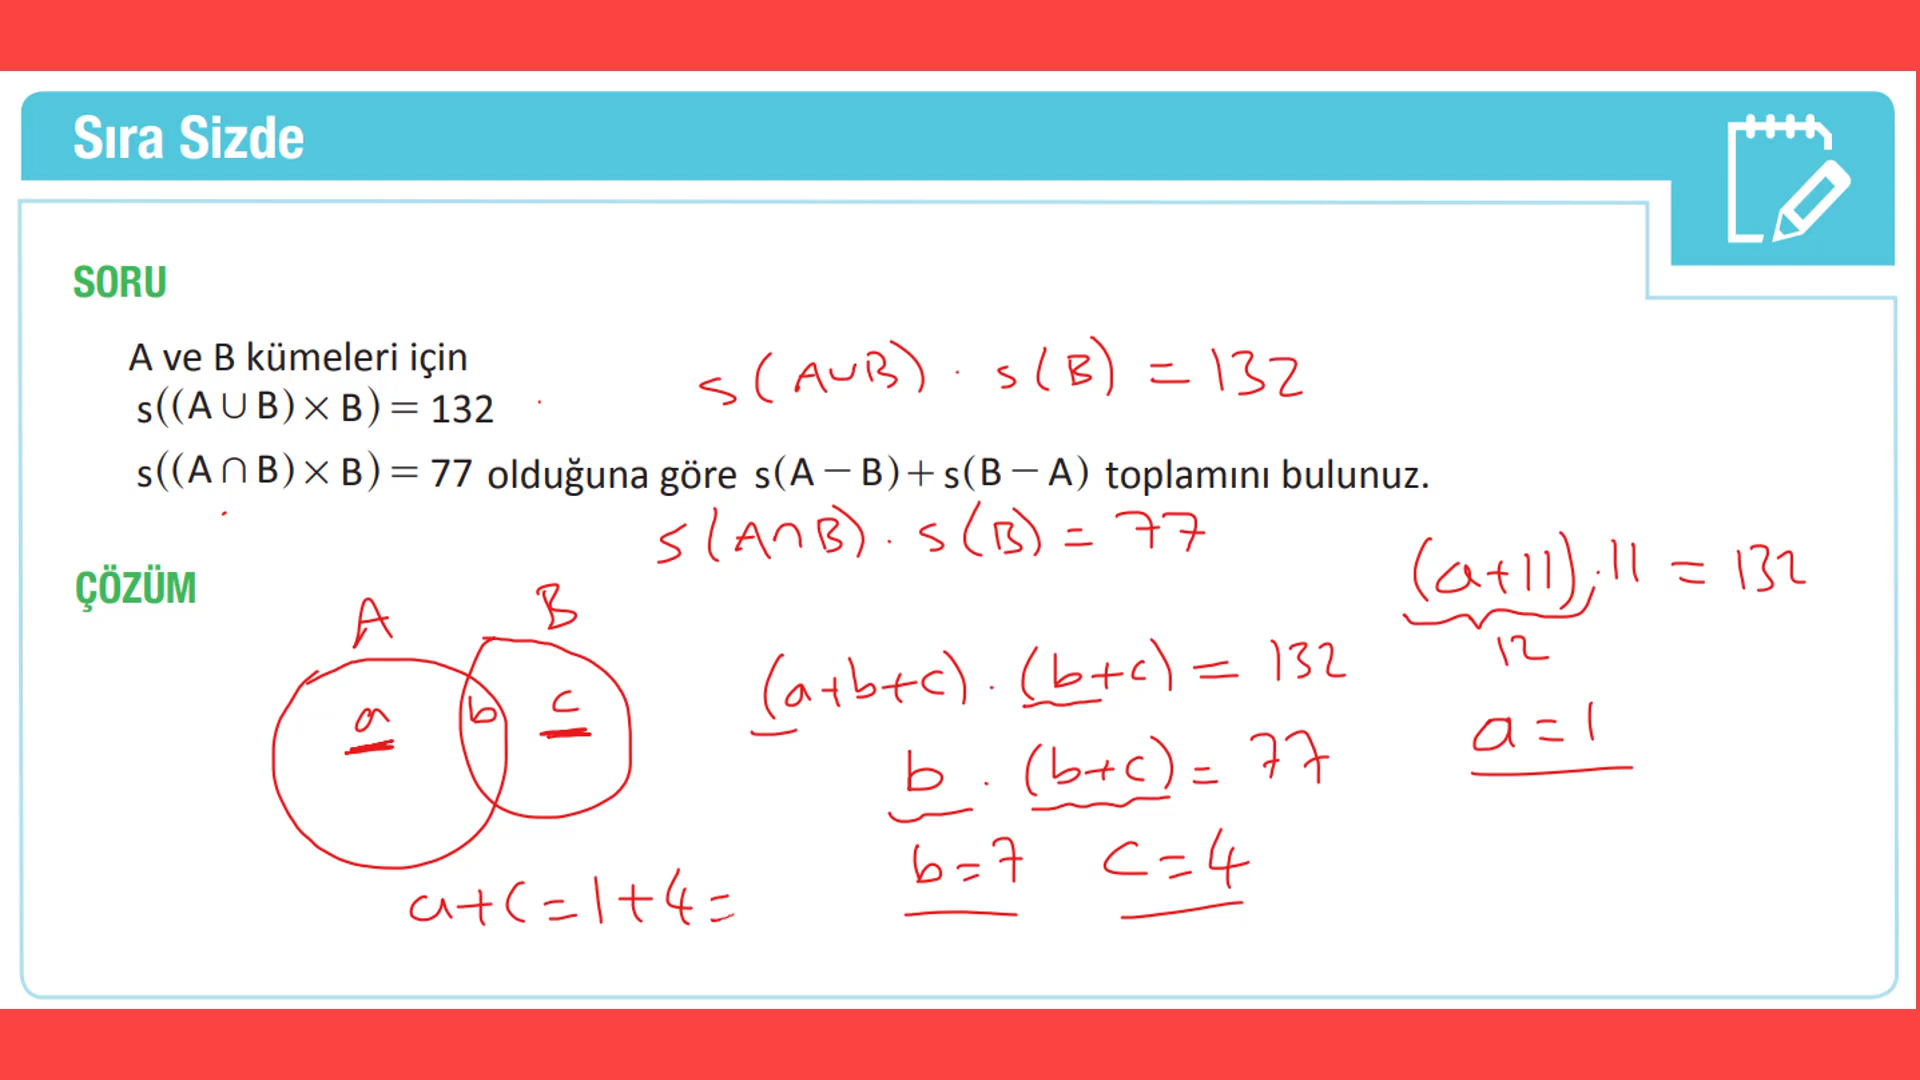 Sıra Sizde
SORU
A ve B kümeleri için
s((A ∪ B) × B) = 132
s(A∪B) · s(B) = 132
s((A ∩ B) × B) = 77 olduğuna göre s(A − B) + s(B − A) toplamını bulunuz.
s(A∩B) · s(B) = 77
ÇÖZÜM
A B
a b c
(a+b+c) · (b+c) = 132
b · (b+c) = 77
b = 7 c = 4
(a+11) · 11 = 132
12
a = 1
a+c = 1+4 =